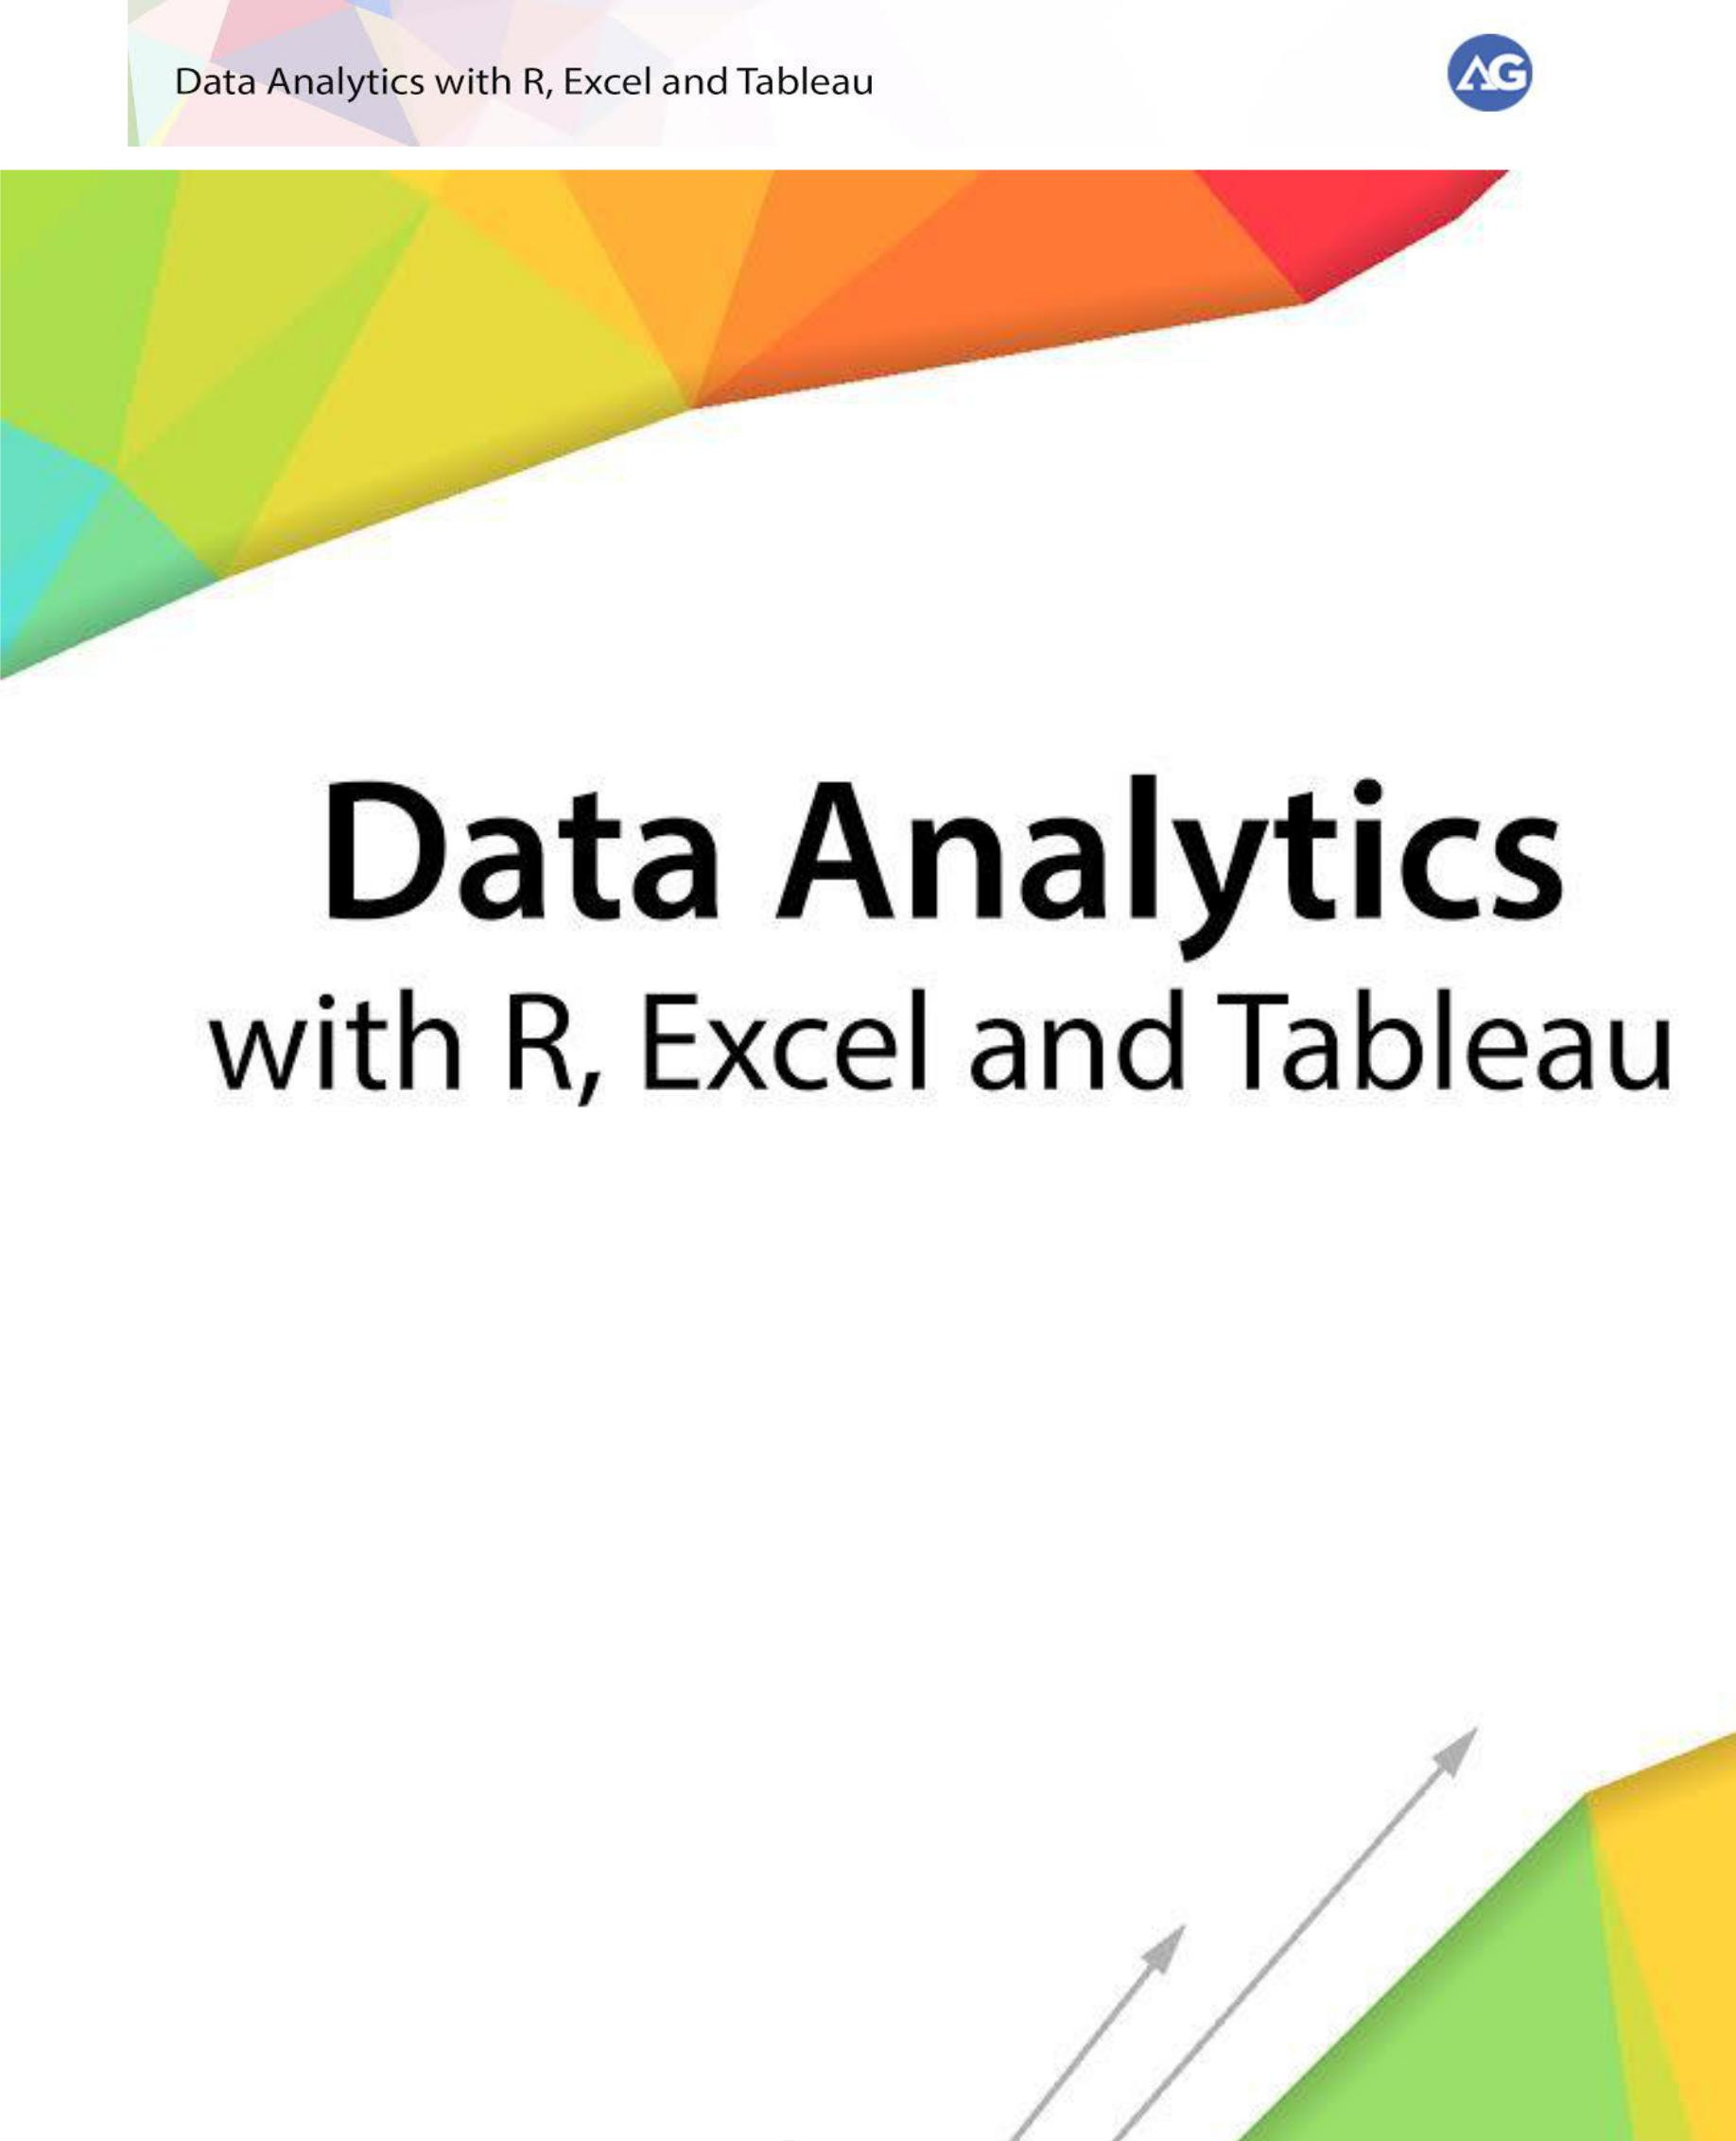 Data Analytics with R, Excel and Tableau
AG
Data Analytics
with R, Excel and Tableau